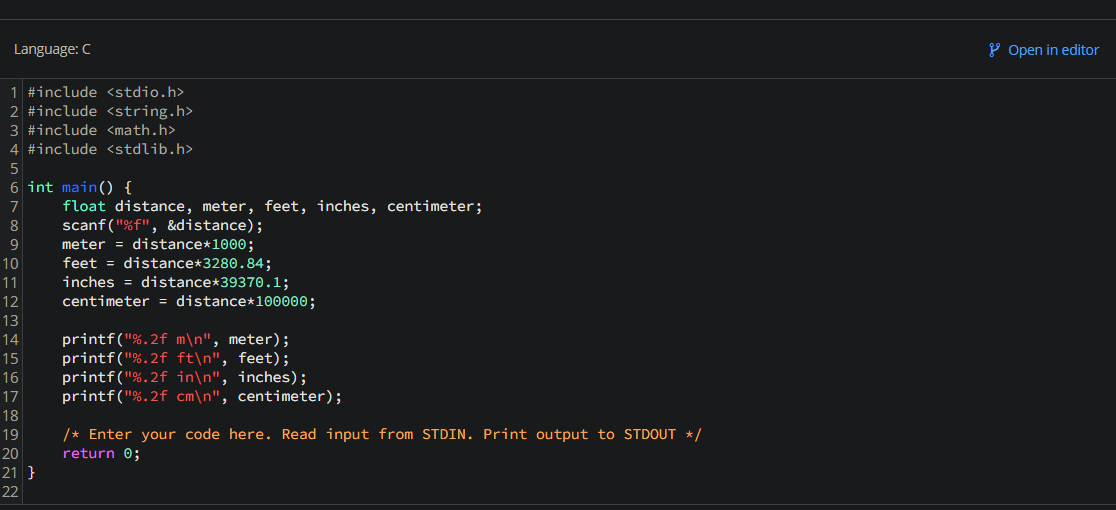 Language: C
Open in editor
1 #include <stdio.h>
2 #include <string.h>
3 #include <math.h>
4 #include <stdlib.h>
5
6 int main() {
7     float distance, meter, feet, inches, centimeter;
8     scanf("%f", &distance);
9     meter = distance*1000;
10     feet = distance*3280.84;
11     inches = distance*39370.1;
12     centimeter = distance*100000;
13
14     printf("%.2f m\n", meter);
15     printf("%.2f ft\n", feet);
16     printf("%.2f in\n", inches);
17     printf("%.2f cm\n", centimeter);
18
19     /* Enter your code here. Read input from STDIN. Print output to STDOUT */
20     return 0;
21 }
22